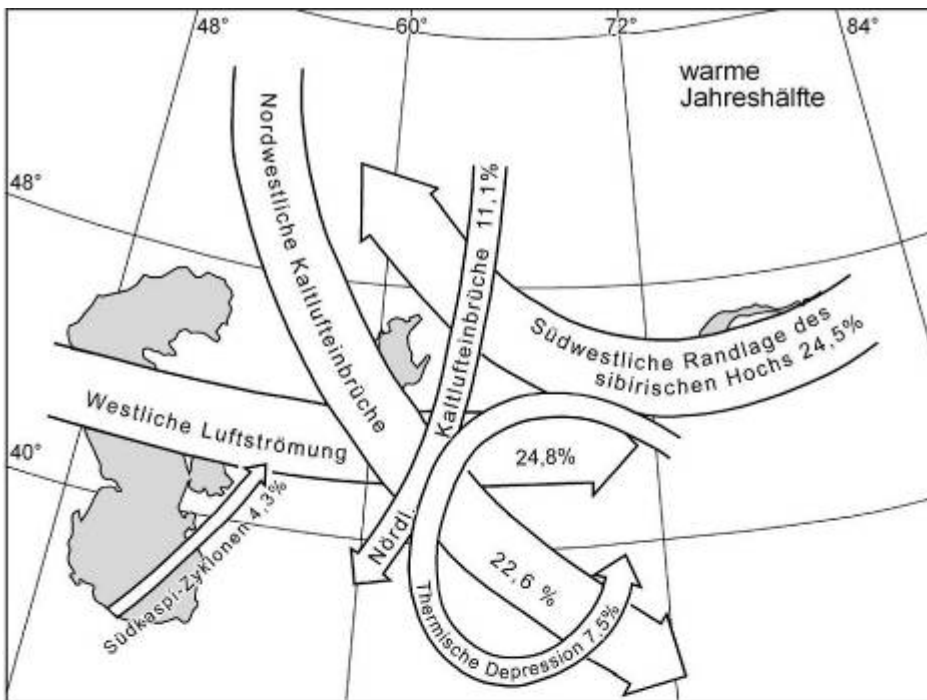 48°
60°
72°
84°
warme
Jahreshälfte
48°
40°
Nordwestliche Kaltlufteinbrüche
22,6 %
Nördl. Kaltlufteinbrüche 11,1%
Südwestliche Randlage des
sibirischen Hochs 24,5%
Westliche Luftströmung
24,8%
Südkaspi-Zyklonen 4,3%
Thermische Depression 7,5%